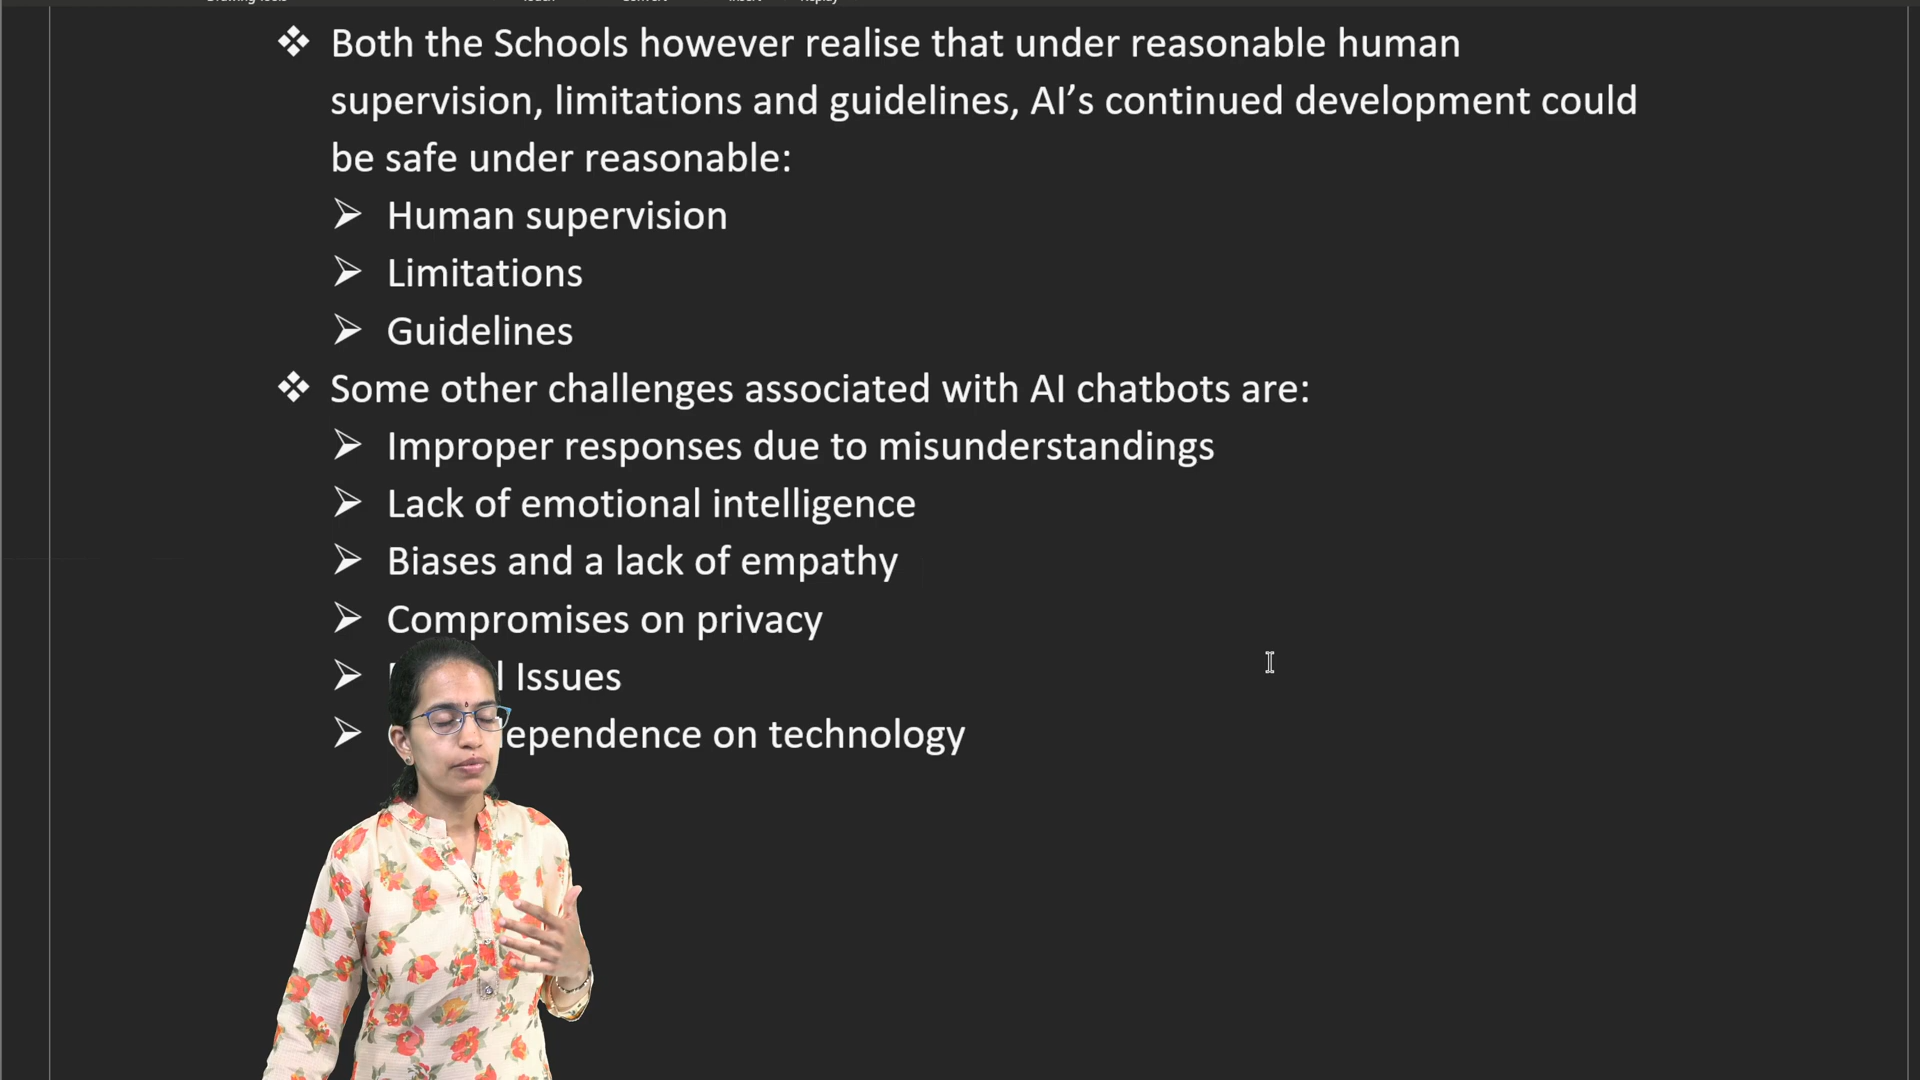 Both the Schools however realise that under reasonable human
supervision, limitations and guidelines, AI’s continued development could
be safe under reasonable:
Human supervision
Limitations
Guidelines
Some other challenges associated with AI chatbots are:
Improper responses due to misunderstandings
Lack of emotional intelligence
Biases and a lack of empathy
Compromises on privacy
Issues
on technology